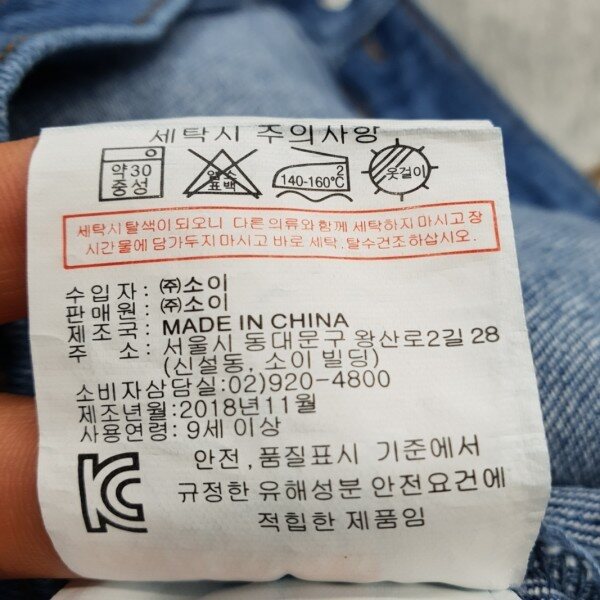 세탁시 주의사항
약30
중성
염소
표백
2
140-160℃
옷걸이
세탁시 탈색이 되오니 다른 의류와 함께 세탁하지 마시고 장
시간 물에 담가두지 마시고 바로 세탁, 탈수건조하십시오.
수 입 자 : ㈜소이
판 매 원 : ㈜소이
제 조 국 : MADE IN CHINA
주 소 : 서울시 동대문구 왕산로2길 28
(신설동, 소이 빌딩)
소비자상담실:02)920-4800
제조년월:2018년11월
사용연령: 9세 이상
안전,품질표시 기준에서
규정한 유해성분 안전요건에
적힙한 제품임